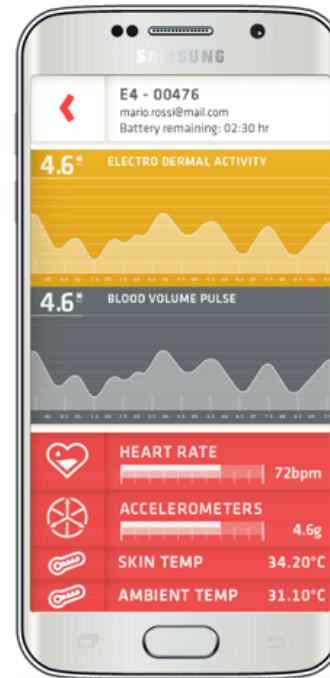 SAMSUNG
E4 - 00476
mario.rossi@mail.com
Battery remaining: 02:30 hr
4.6 ELECTRO DERMAL ACTIVITY
4.6 BLOOD VOLUME PULSE
HEART RATE
72bpm
ACCELEROMETERS
4.6g
SKIN TEMP 34.20°C
AMBIENT TEMP 31.10°C